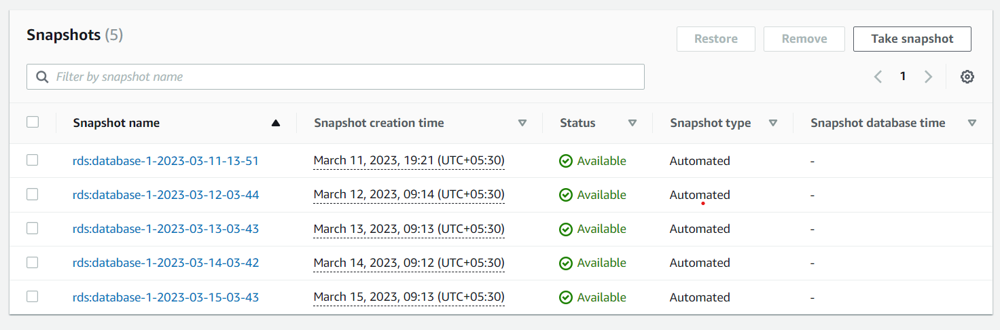 Snapshots (5)
Restore Remove Take snapshot
Filter by snapshot name
1
Snapshot name Snapshot creation time Status Snapshot type Snapshot database time
rds:database-1-2023-03-11-13-51 March 11, 2023, 19:21 (UTC+05:30) Available Automated -
rds:database-1-2023-03-12-03-44 March 12, 2023, 09:14 (UTC+05:30) Available Automated -
rds:database-1-2023-03-13-03-43 March 13, 2023, 09:13 (UTC+05:30) Available Automated -
rds:database-1-2023-03-14-03-42 March 14, 2023, 09:12 (UTC+05:30) Available Automated -
rds:database-1-2023-03-15-03-43 March 15, 2023, 09:13 (UTC+05:30) Available Automated -